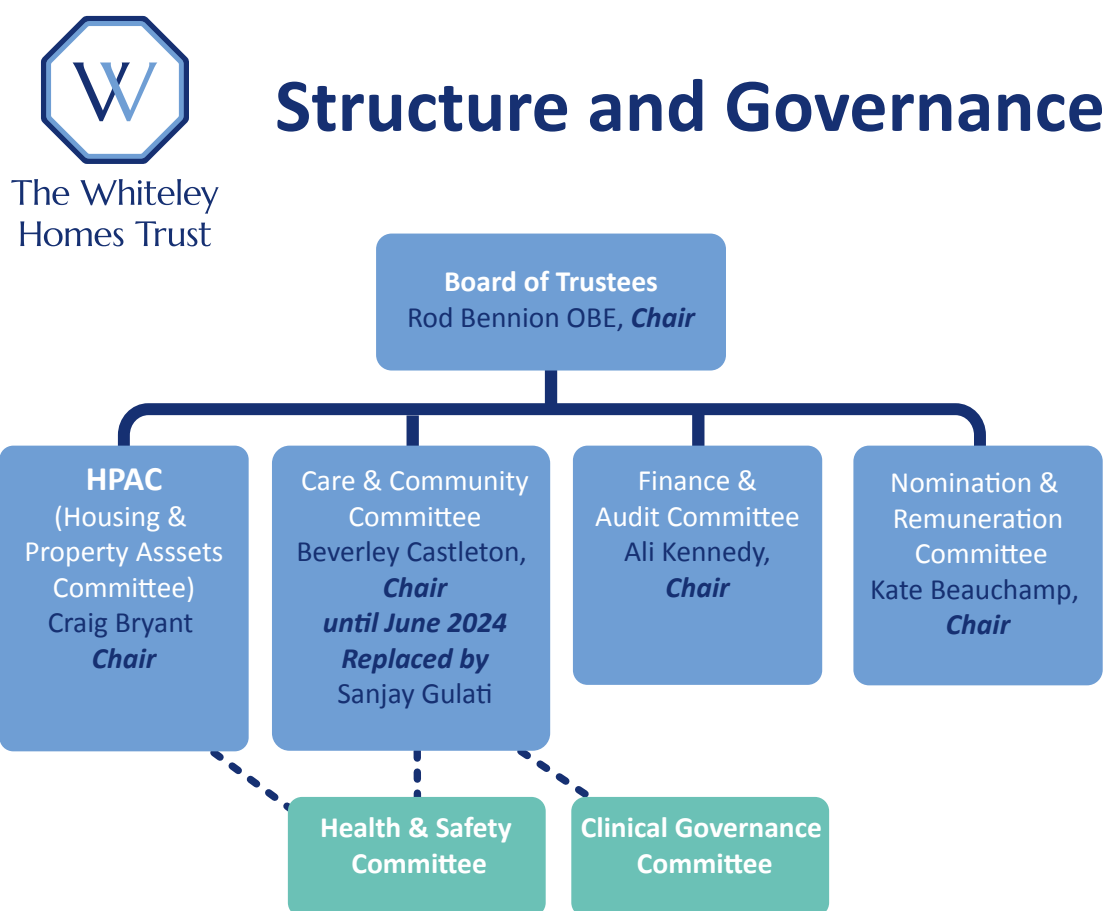 W
The Whiteley
Homes Trust
Structure and Governance
Board of Trustees
Rod Bennion OBE, Chair
HPAC
(Housing &
Property Asssets
Committee)
Craig Bryant
Chair
Care & Community
Committee
Beverley Castleton,
Chair
until June 2024
Replaced by
Sanjay Gulati
Finance &
Audit Committee
Ali Kennedy,
Chair
Nomination &
Remuneration
Committee
Kate Beauchamp,
Chair
Health & Safety
Committee
Clinical Governance
Committee